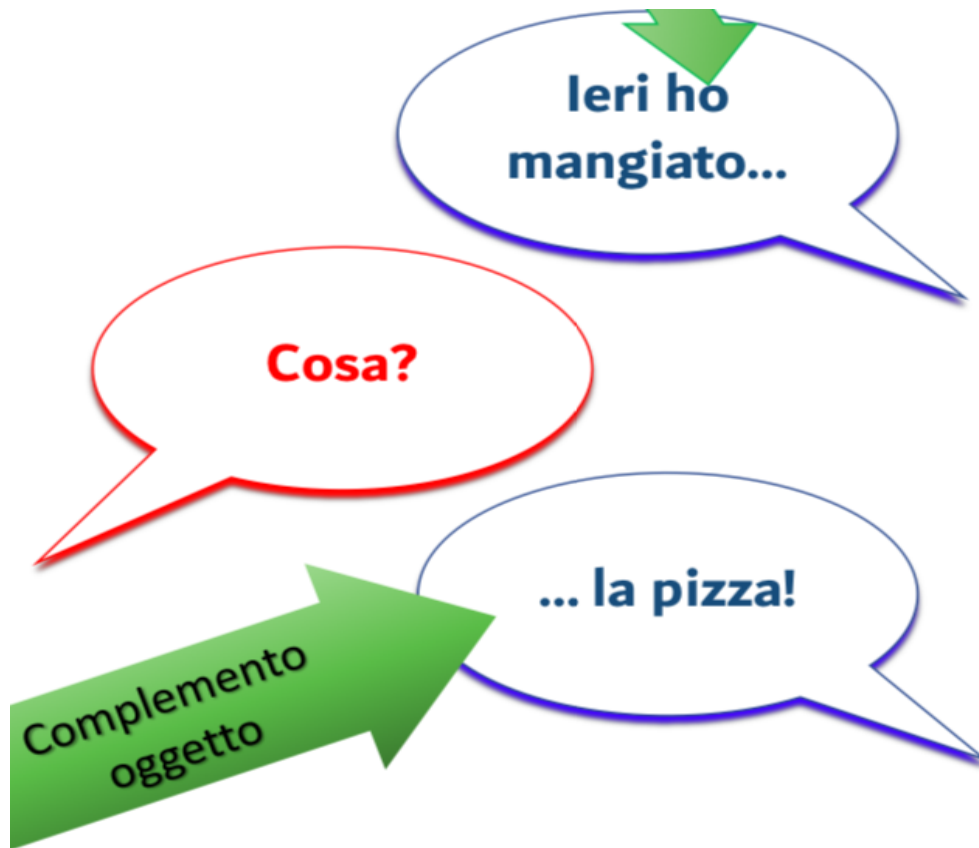 Ieri ho
mangiato...
Cosa?
... la pizza!
Complemento
oggetto